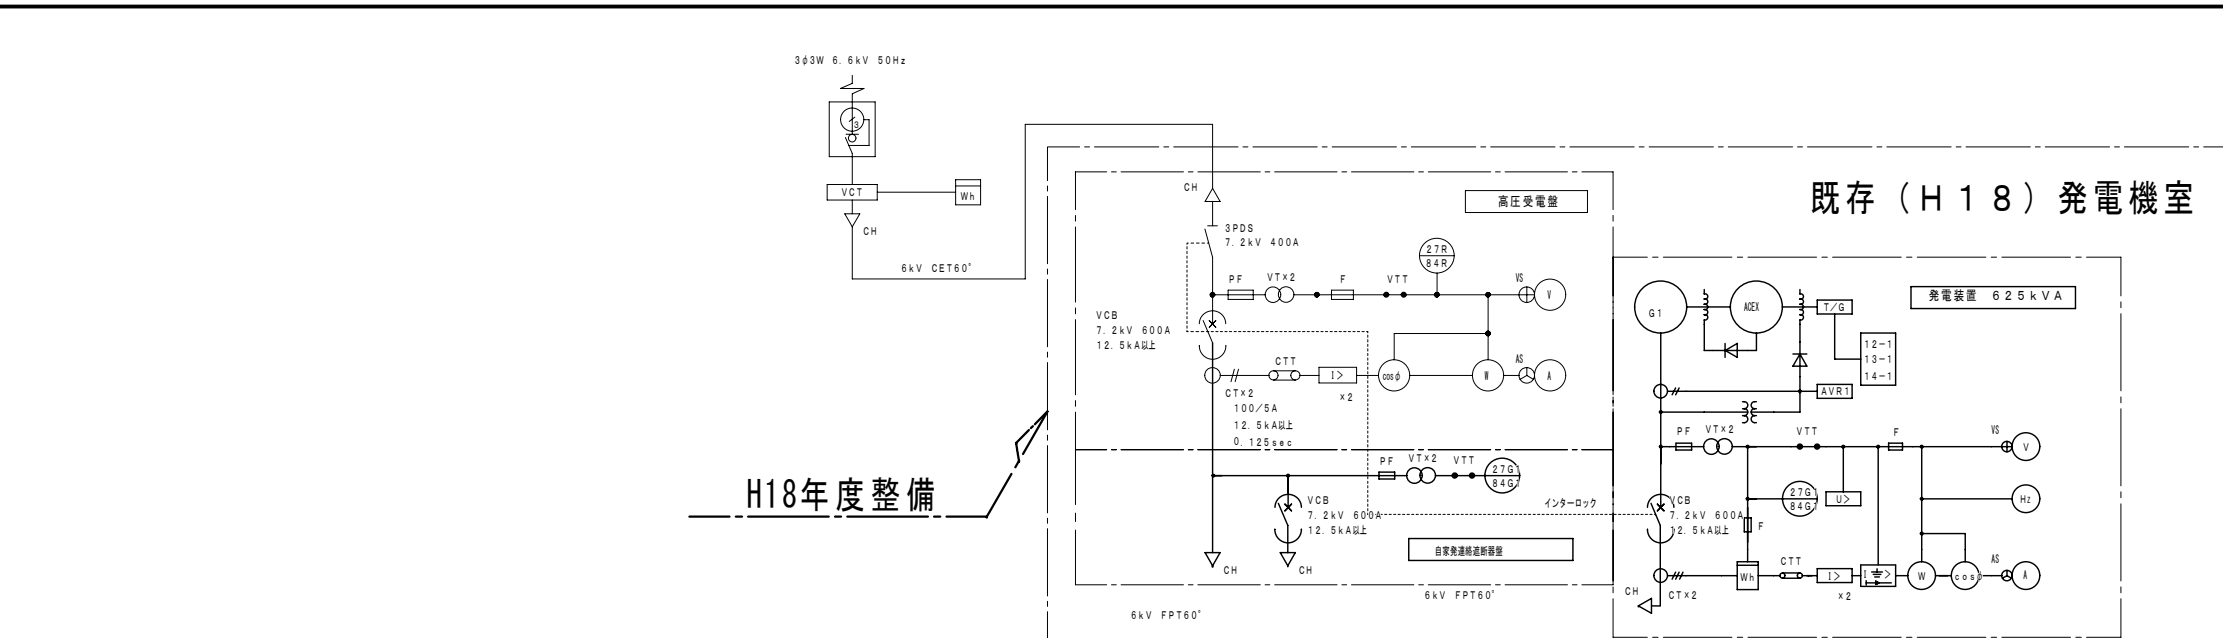 3φ3W 6.6kV 50Hz
3
VCT
Wh
CH
6kV CET60°
既存（H18）発電機室
高圧受電盤
CH
3PDS
7.2kV 400A
27R
84R
PF
VT×2
F
VTT
VS
V
VCB
7.2kV 600A
12.5kA以上
CTT
I>
×2
cosφ
W
AS
A
CT×2
100/5A
12.5kA以上
0.125sec
PF
VT×2
VTT
27G1
84G1
VCB
7.2kV 600A
12.5kA以上
インターロック
自家発連絡遮断器盤
CH
CH
6kV FPT60°
6kV FPT60°
H18年度整備
発電装置 625kVA
G1
ACEX
T/G
12-1
13-1
14-1
AVR1
PF
VT×2
VTT
F
VS
V
27G1
84G1
U>
Hz
VCB
7.2kV 600A
12.5kA以上
F
Wh
CTT
I>
×2
I>
W
cosφ
AS
A
CH
CT×2